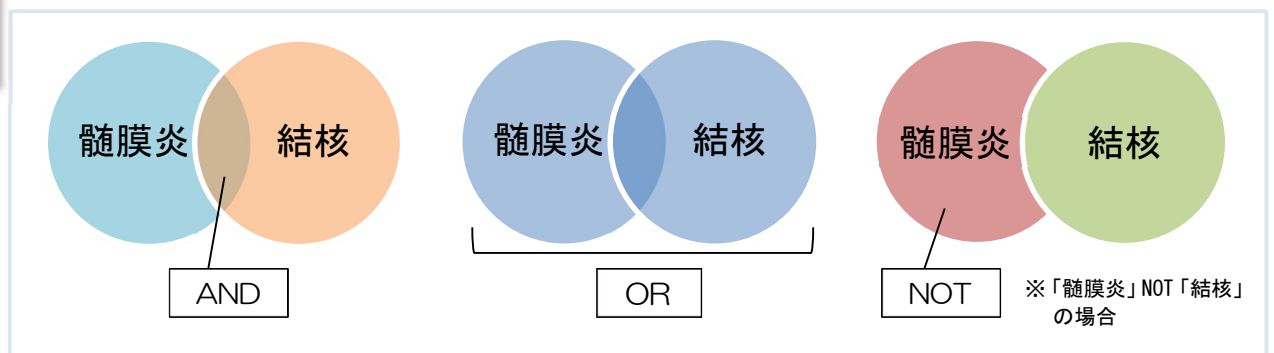 髄膜炎
結核
AND
髄膜炎
結核
OR
髄膜炎
結核
NOT
※「髄膜炎」NOT「結核」
の場合